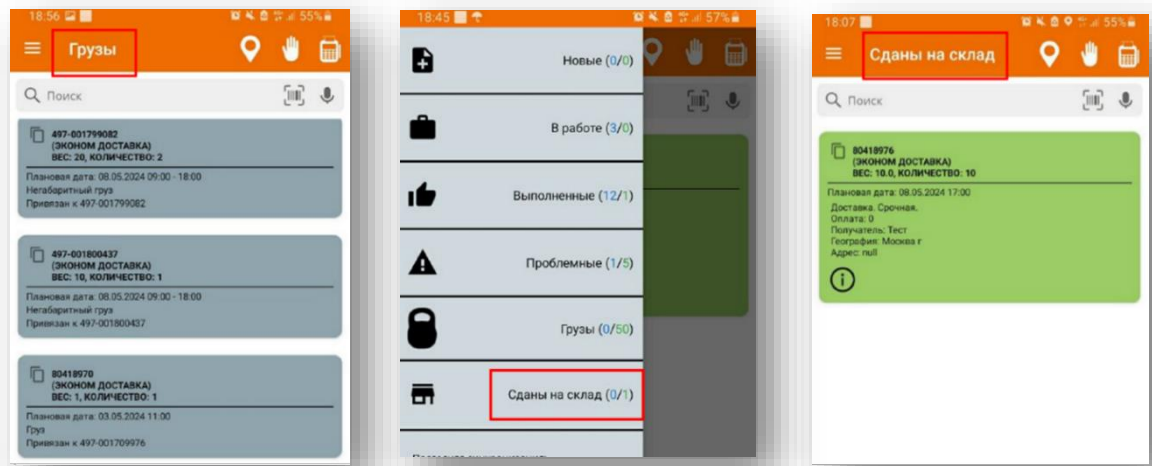 18:56
55%
Грузы
Поиск
497-001799082
(ЭКОНОМ ДОСТАВКА)
ВЕС: 20, КОЛИЧЕСТВО: 2
Плановая дата: 08.05.2024 09:00 - 18:00
Негабаритный груз
Привязан к 497-001799082
497-001800437
(ЭКОНОМ ДОСТАВКА)
ВЕС: 10, КОЛИЧЕСТВО: 1
Плановая дата: 08.05.2024 09:00 - 18:00
Негабаритный груз
Привязан к 497-001800437
80418970
(ЭКОНОМ ДОСТАВКА)
ВЕС: 1, КОЛИЧЕСТВО: 1
Плановая дата: 03.05.2024 11:00
Груз
Привязан к 497-001709976
18:45
57%
Новые (0/0)
В работе (3/0)
Выполненные (12/1)
Проблемные (1/5)
Грузы (0/50)
Сданы на склад (0/1)
18:07
55%
Сданы на склад
Поиск
80418976
(ЭКОНОМ ДОСТАВКА)
ВЕС: 10.0, КОЛИЧЕСТВО: 10
Плановая дата: 08.05.2024 17:00
Доставка. Срочная.
Оплата: 0
Получатель: Тест
География: Москва г
Адрес: null